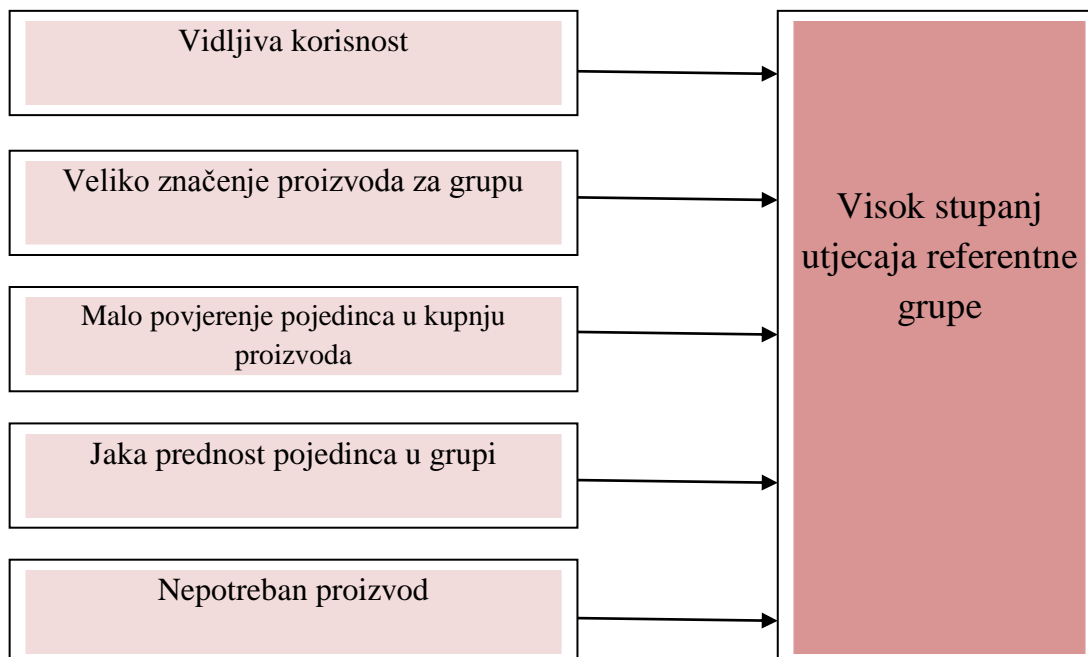 Vidljiva korisnost
Veliko značenje proizvoda za grupu
Malo povjerenje pojedinca u kupnju
proizvoda
Jaka prednost pojedinca u grupi
Nepotreban proizvod
Visok stupanj
utjecaja referentne
grupe